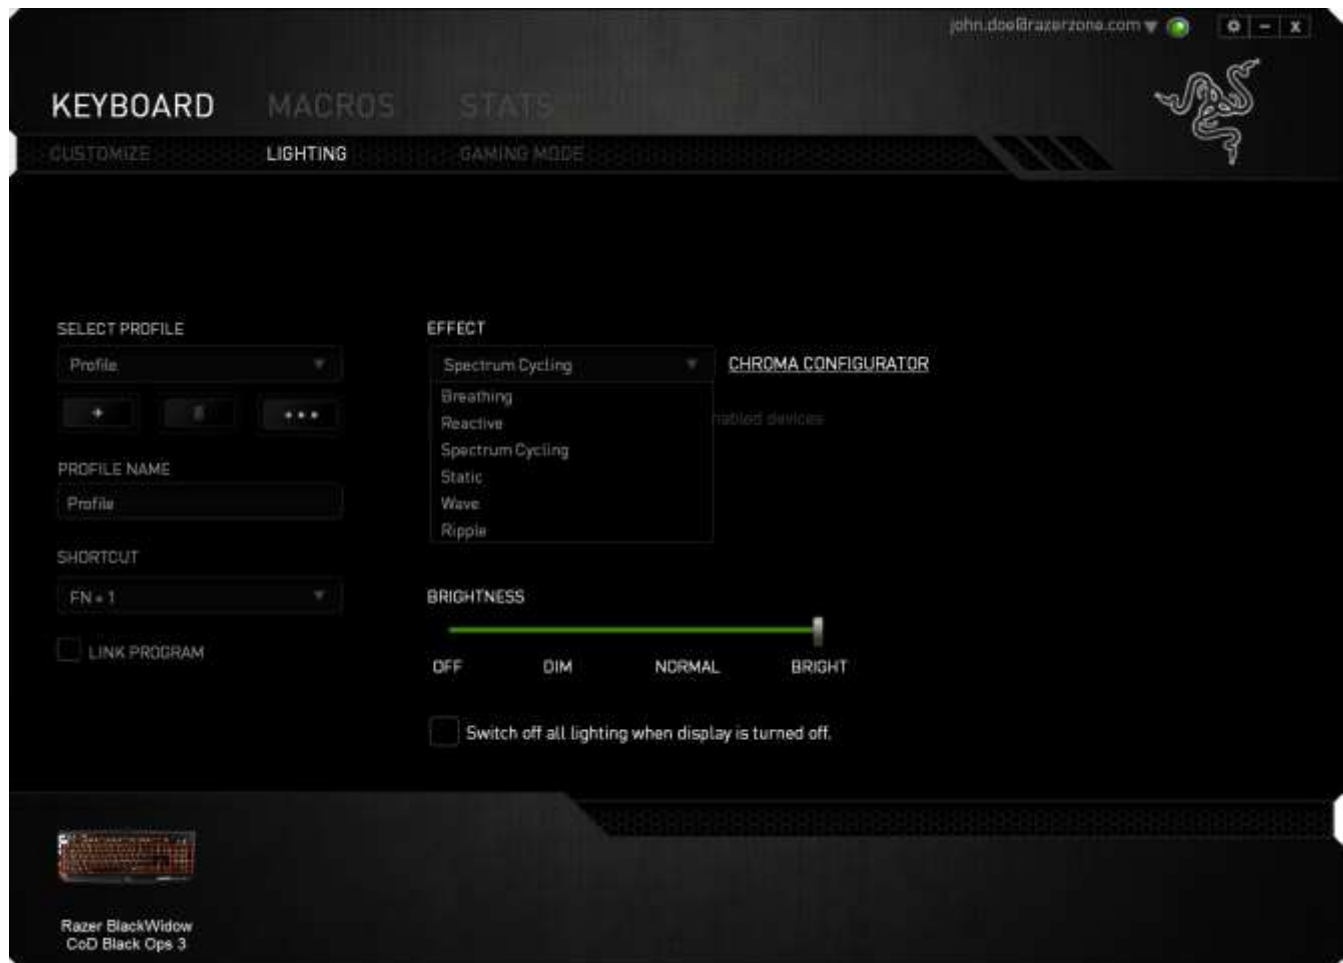 john.doe@razerzone.com
x
KEYBOARD MACROS STATS
CUSTOMIZE LIGHTING GAMING MODE
SELECT PROFILE
Profile
PROFILE NAME
Profile
SHORTCUT
FN + 1
LINK PROGRAM
EFFECT
Spectrum Cycling
CHROMA CONFIGURATOR
Breathing
Reactive
Spectrum Cycling
Static
Wave
Ripple
devices
BRIGHTNESS
OFF DIM NORMAL BRIGHT
Switch off all lighting when display is turned off.
Razer BlackWidow
CoD Black Ops 3